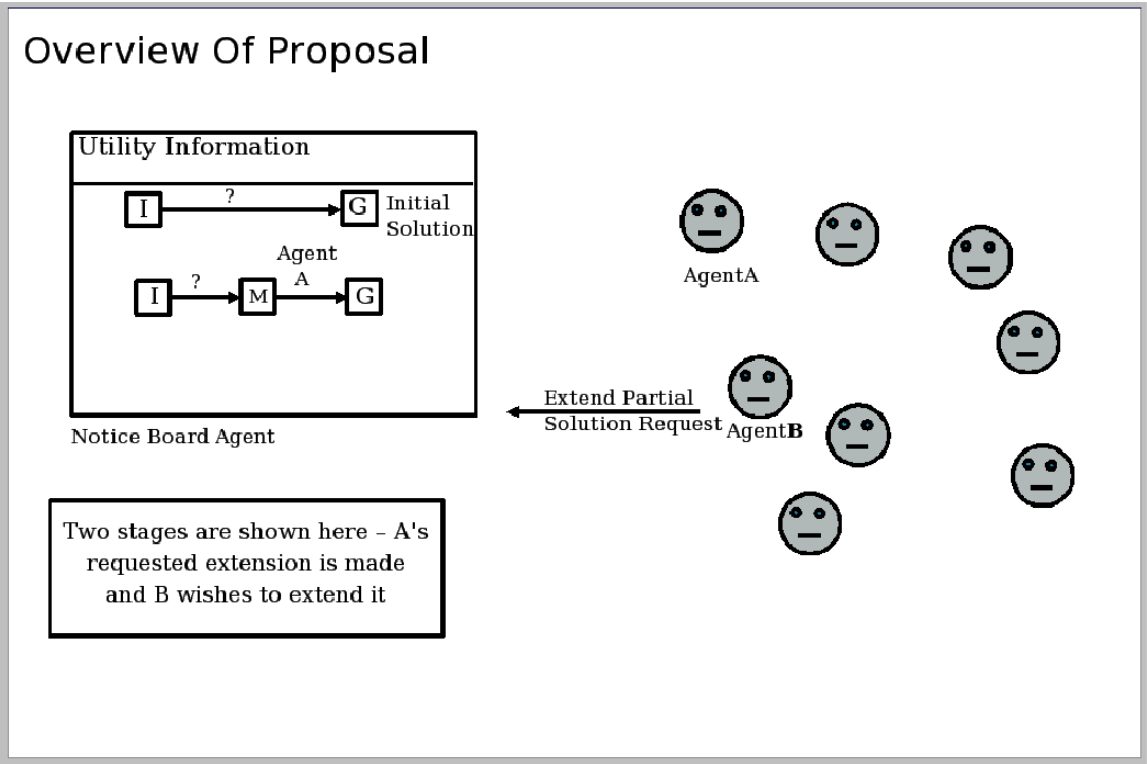 Overview Of Proposal
Utility Information
?
I
G
Initial
Solution
Agent
A
?
I
M
G
Notice Board Agent
AgentA
Extend Partial
Solution Request
AgentB
Two stages are shown here – A's
requested extension is made
and B wishes to extend it